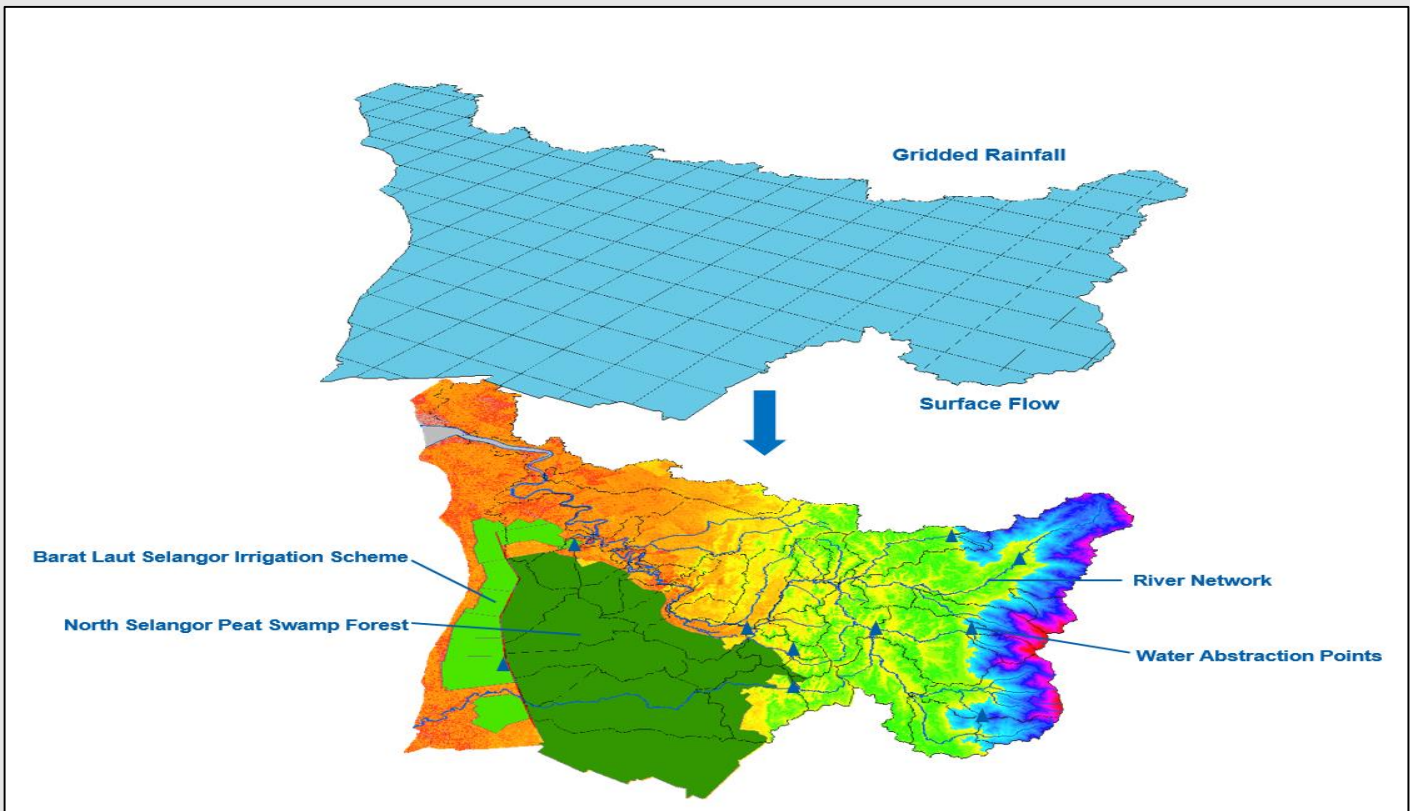 Gridded Rainfall
Surface Flow
Barat Laut Selangor Irrigation Scheme
River Network
North Selangor Peat Swamp Forest
Water Abstraction Points